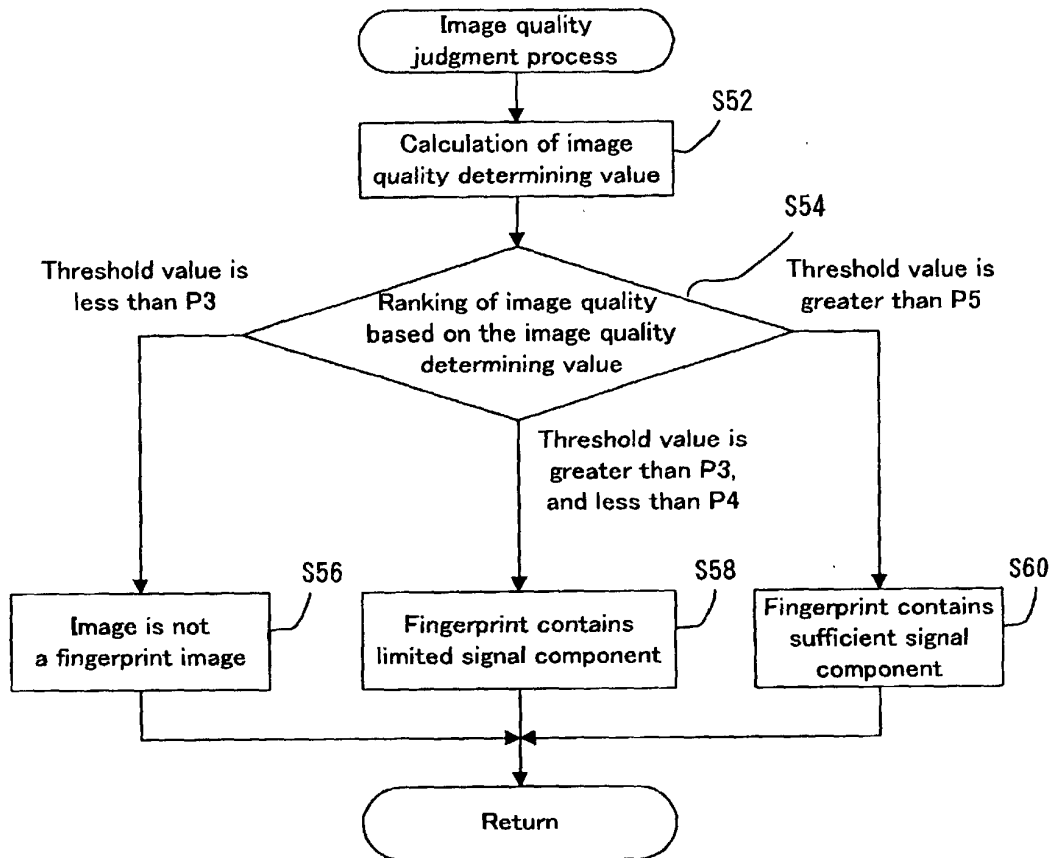 Image quality
judgment process
S52
Calculation of image
quality determining value
S54
Threshold value is
less than P3
Ranking of image quality
based on the image quality
determining value
Threshold value is
greater than P5
Threshold value is
greater than P3,
and less than P4
S56
Image is not
a fingerprint image
S58
Fingerprint contains
limited signal component
S60
Fingerprint contains
sufficient signal
component
Return